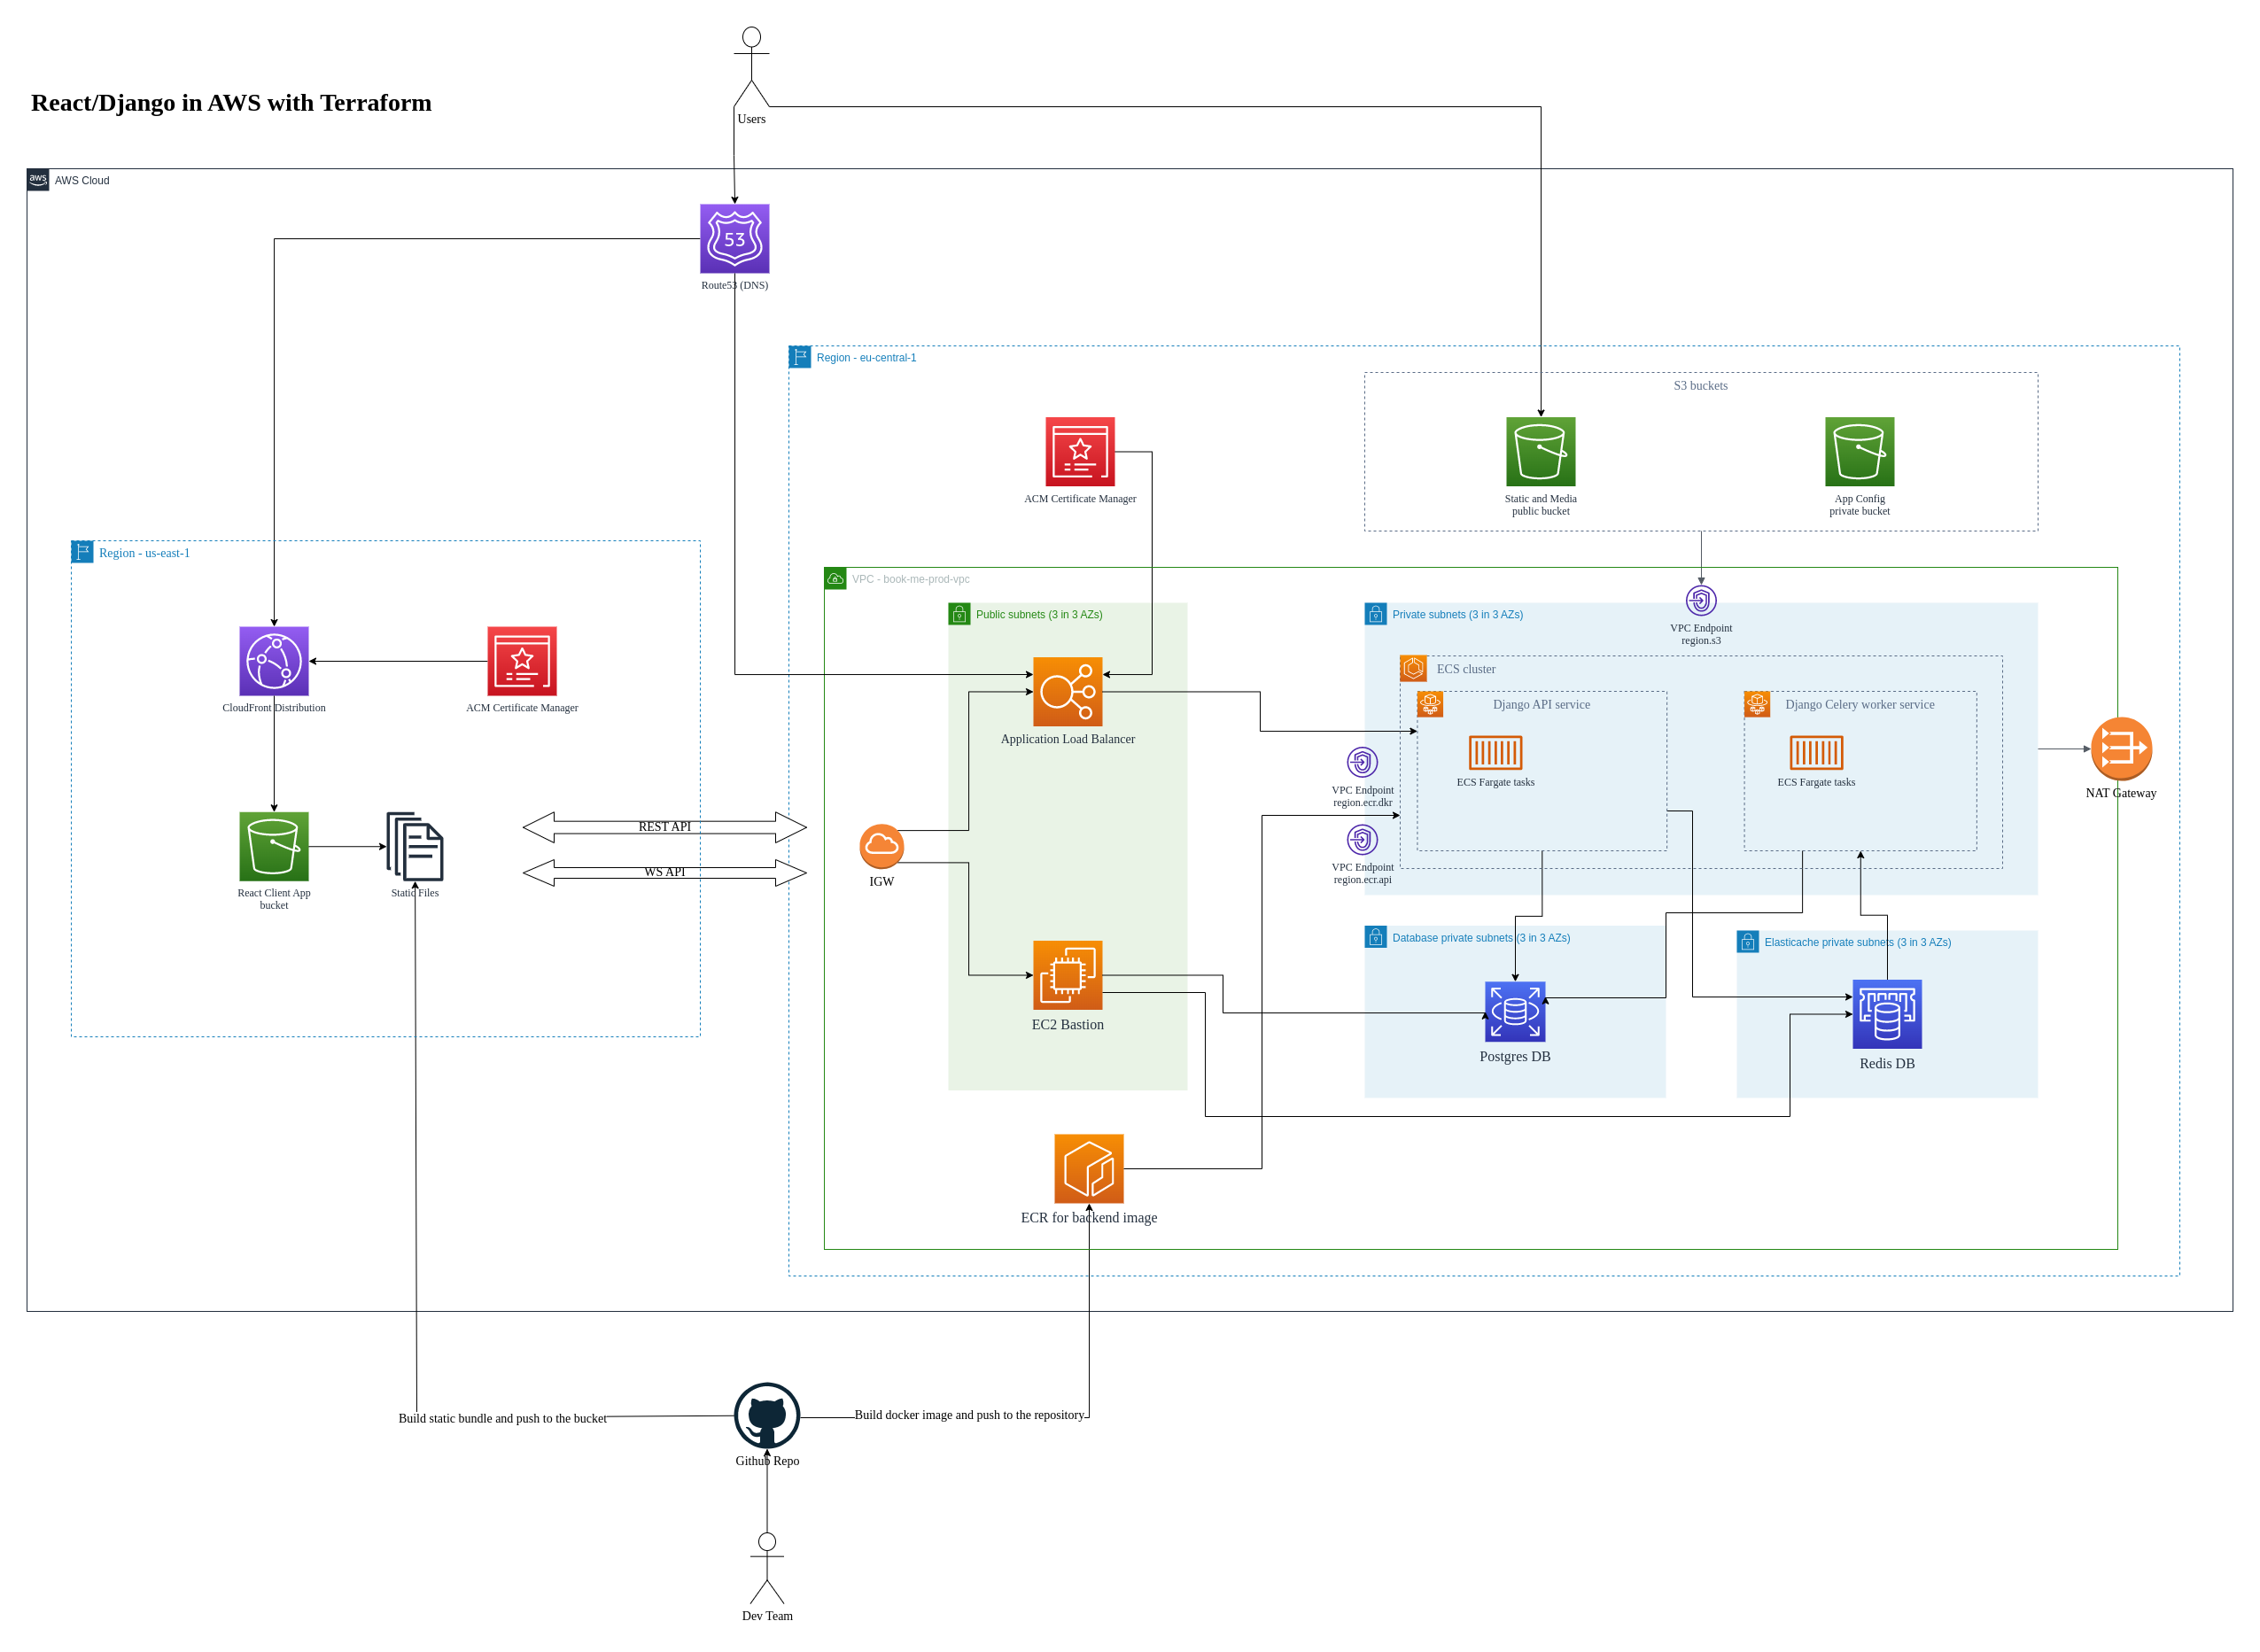 Users
React/Django in AWS with Terraform
aws
AWS Cloud
53
Route53 (DNS)
Region - eu-central-1
S3 buckets
ACM Certificate Manager
Static and Media
public bucket
App Config
private bucket
Region - us-east-1
VPC - book-me-prod-vpc
Public subnets (3 in 3 AZs)
Private subnets (3 in 3 AZs)
VPC Endpoint
region.s3
ECS cluster
CloudFront Distribution
ACM Certificate Manager
Application Load Balancer
Django API service
Django Celery worker service
ECS Fargate tasks
ECS Fargate tasks
VPC Endpoint
region.ecr.dkr
NAT Gateway
REST API
WS API
IGW
VPC Endpoint
region.ecr.api
React Client App
bucket
Static Files
Database private subnets (3 in 3 AZs)
Elasticache private subnets (3 in 3 AZs)
EC2 Bastion
Postgres DB
Redis DB
ECR for backend image
Build static bundle and push to the bucket
Build docker image and push to the repository
Github Repo
Dev Team